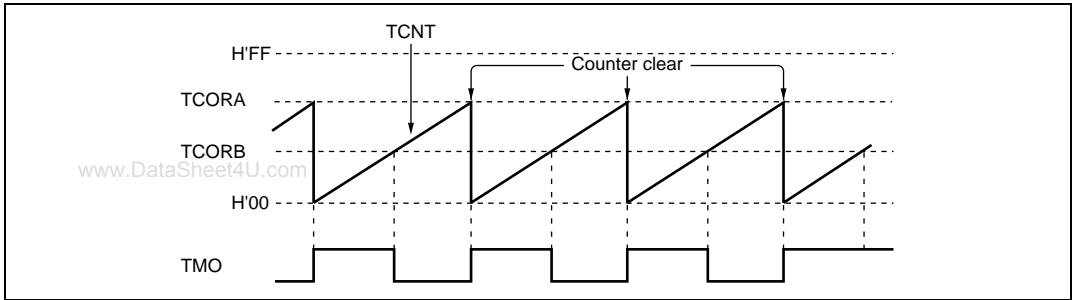 TCNT
H'FF
Counter clear
TCORA
TCORB
www.DataSheet4U.com
H'00
TMO